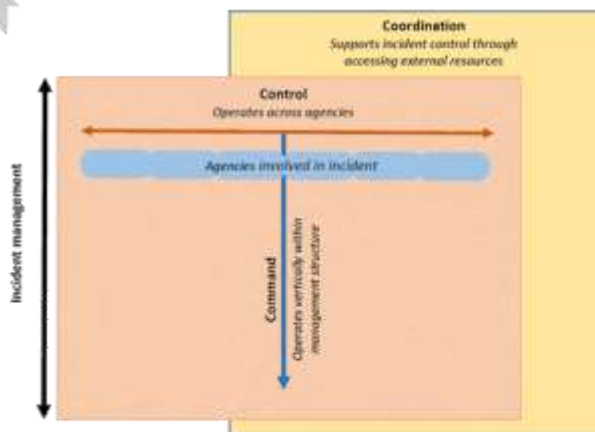 Coordination
Supports incident control through
accessing external resources
Control
Operates across agencies
Agencies involved in incident
Incident management
Command
Operates vertically within
management structure